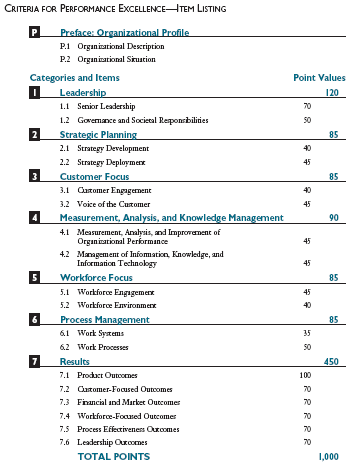 CRITERIA FOR PERFORMANCE EXCELLENCE—ITEM LISTING
P Preface: Organizational Profile
P.1 Organizational Description
P.2 Organizational Situation
Categories and Items Point Values
1 Leadership 120
1.1 Senior Leadership 70
1.2 Governance and Societal Responsibilities 50
2 Strategic Planning 85
2.1 Strategy Development 40
2.2 Strategy Deployment 45
3 Customer Focus 85
3.1 Customer Engagement 40
3.2 Voice of the Customer 45
4 Measurement, Analysis, and Knowledge Management 90
4.1 Measurement, Analysis, and Improvement of
Organizational Performance 45
4.2 Management of Information, Knowledge, and
Information Technology 45
5 Workforce Focus 85
5.1 Workforce Engagement 45
5.2 Workforce Environment 40
6 Process Management 85
6.1 Work Systems 35
6.2 Work Processes 50
7 Results 450
7.1 Product Outcomes 100
7.2 Customer-Focused Outcomes 70
7.3 Financial and Market Outcomes 70
7.4 Workforce-Focused Outcomes 70
7.5 Process Effectiveness Outcomes 70
7.6 Leadership Outcomes 70
TOTAL POINTS 1,000